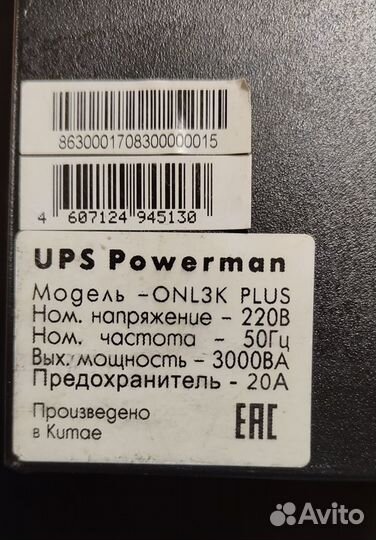 8630001708300000015
4 607124 945130
UPS Powerman
Модель -ONL3K PLUS
Ном. напряжение - 220В
Ном. частота - 50Гц
Вых. мощность - 3000ВА
Предохранитель - 20А
Произведено
в Китае
EAC
Avito